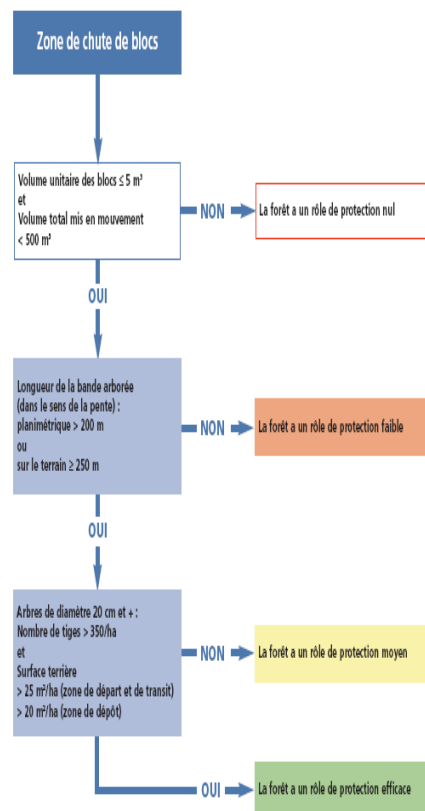 Zone de chute de blocs
Volume unitaire des blocs ≤ 5 m³
et
Volume total mis en mouvement
< 500 m³
NON
La forêt a un rôle de protection nul
OUI
Longueur de la bande arborée
(dans le sens de la pente) :
planimétrique > 200 m
ou
sur le terrain ≥ 250 m
NON
La forêt a un rôle de protection faible
OUI
Arbres de diamètre 20 cm et + :
Nombre de tiges > 350/ha
et
Surface terrière
> 25 m²/ha (zone de départ et de transit)
> 20 m²/ha (zone de dépôt)
NON
La forêt a un rôle de protection moyen
OUI
La forêt a un rôle de protection efficace